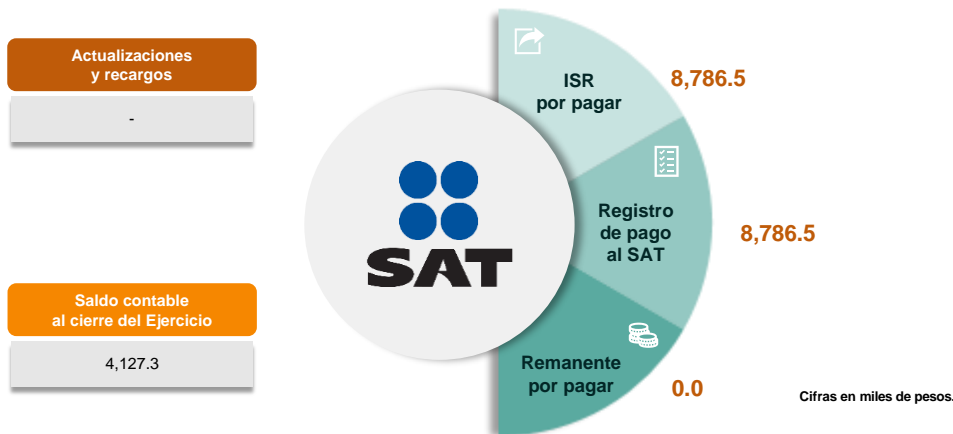 Actualizaciones
y recargos
-
Saldo contable
al cierre del Ejercicio
4,127.3
SAT
ISR
por pagar
8,786.5
Registro
de pago
al SAT
8,786.5
Remanente
por pagar
0.0
Cifras en miles de pesos.